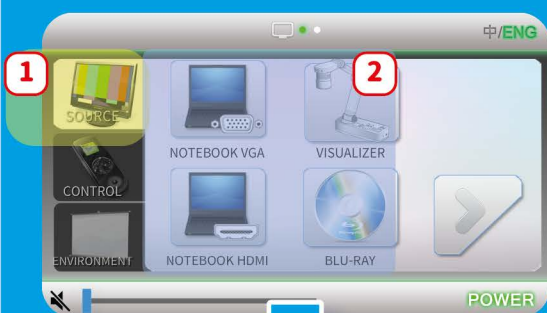 中/ENG
1
2
SOURCE
NOTEBOOK VGA
VISUALIZER
CONTROL
ENVIRONMENT
NOTEBOOK HDMI
BLU-RAY
POWER